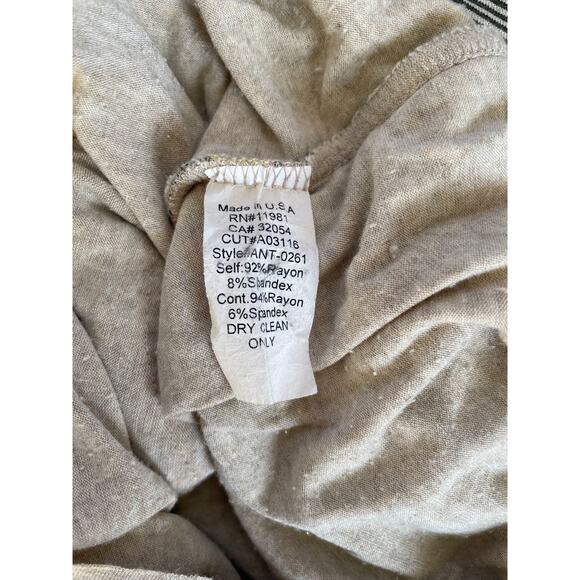 Made in U.S.A
RN#11981
CA# 32054
CUT#A03116
Style#ANT-0261
Self:92%Rayon
8%Spandex
Cont.94%Rayon
6%Spandex
DRY CLEAN
ONLY